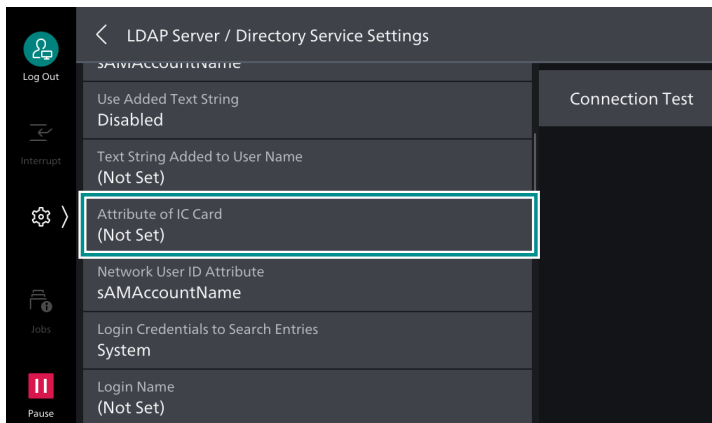 LDAP Server / Directory Service Settings
Log Out
sAMAccountName
Use Added Text String
Disabled
Connection Test
Interrupt
Text String Added to User Name
(Not Set)
Attribute of IC Card
(Not Set)
Network User ID Attribute
sAMAccountName
Jobs
Login Credentials to Search Entries
System
Login Name
(Not Set)
Pause